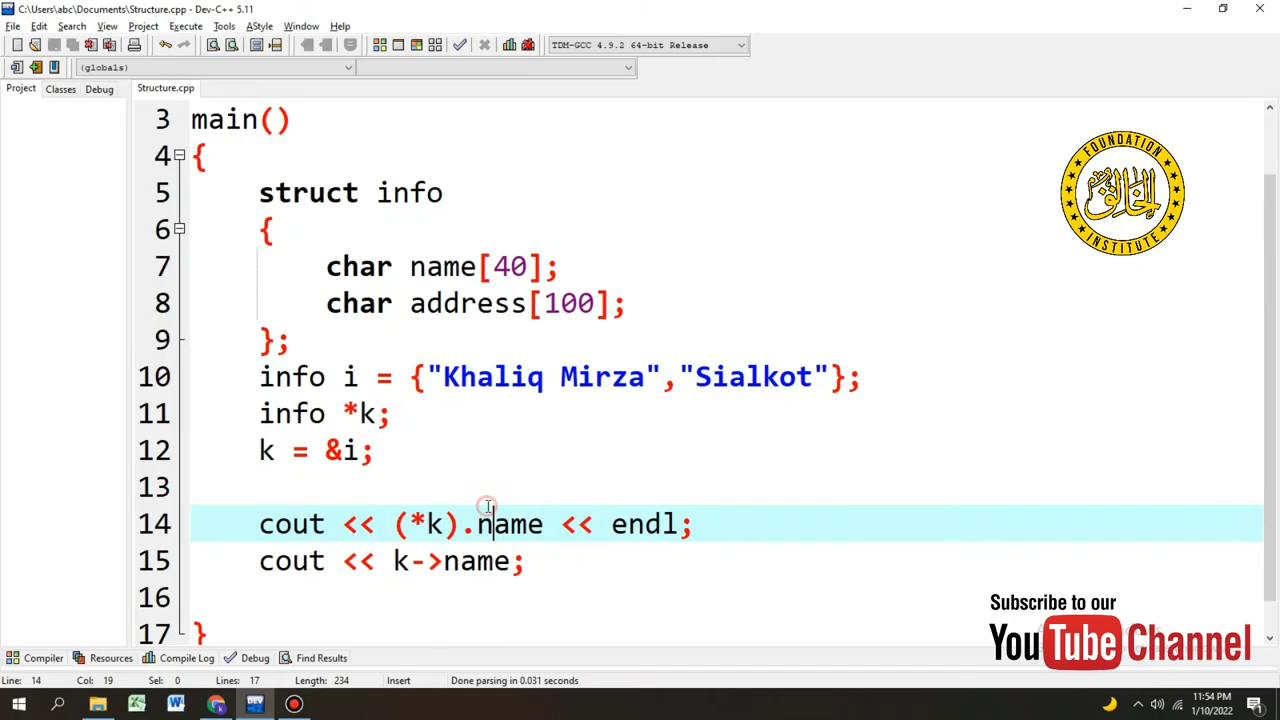 C:\Users\abc\Documents\Structure.cpp - Dev-C++ 5.11
File Edit Search View Project Execute Tools AStyle Window Help
TDM-GCC 4.9.2 64-bit Release
(globals)
Project Classes Debug Structure.cpp
3 main()
4 {
5 struct info
6 {
7 char name[40];
8 char address[100];
9 };
10 info i = {"Khaliq Mirza","Sialkot"};
11 info *k;
12 k = &i;
13
14 cout << (*k).name << endl;
15 cout << k->name;
16
17 }
FOUNDATION
الخالق
INSTITUTE
Subscribe to our
YouTube Channel
Compiler Resources Compile Log Debug Find Results
Line: 14 Col: 19 Sel: 0 Lines: 17 Length: 234 Insert Done parsing in 0.031 seconds
11:54 PM
1/10/2022